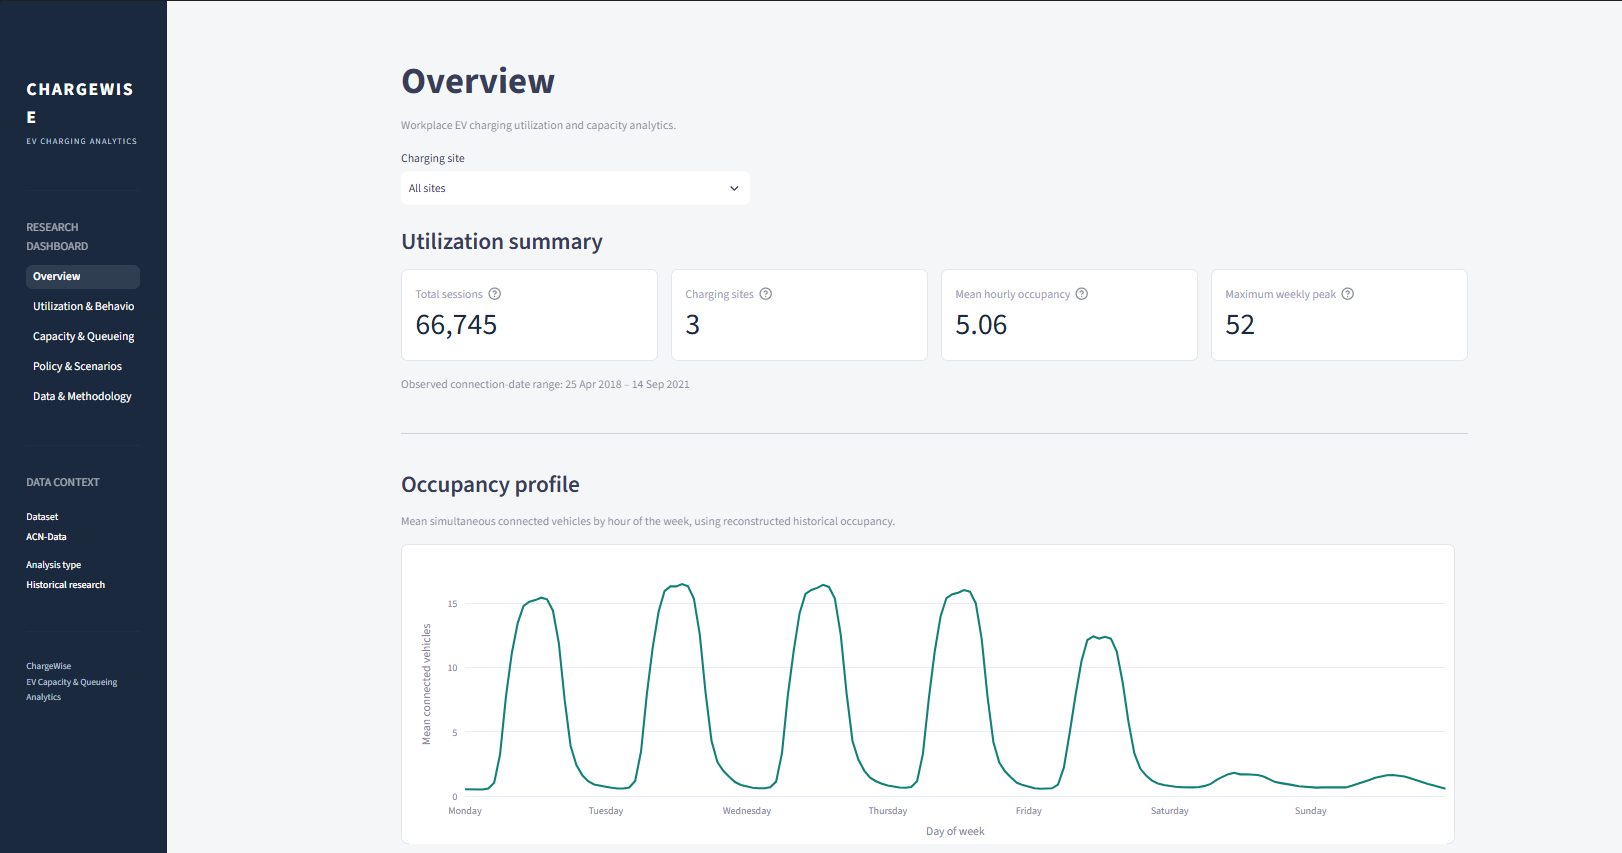 CHARGEWIS
E
EV CHARGING ANALYTICS
RESEARCH
DASHBOARD
Overview
Utilization & Behavio
Capacity & Queueing
Policy & Scenarios
Data & Methodology
DATA CONTEXT
Dataset
ACN-Data
Analysis type
Historical research
ChargeWise
EV Capacity & Queueing
Analytics
Overview
Workplace EV charging utilization and capacity analytics.
Charging site
All sites
Utilization summary
Total sessions ?
66,745
Charging sites ?
3
Mean hourly occupancy ?
5.06
Maximum weekly peak ?
52
Observed connection-date range: 25 Apr 2018 – 14 Sep 2021
Occupancy profile
Mean simultaneous connected vehicles by hour of the week, using reconstructed historical occupancy.
Mean connected vehicles
15
10
5
0
Monday Tuesday Wednesday Thursday Friday Saturday Sunday
Day of week